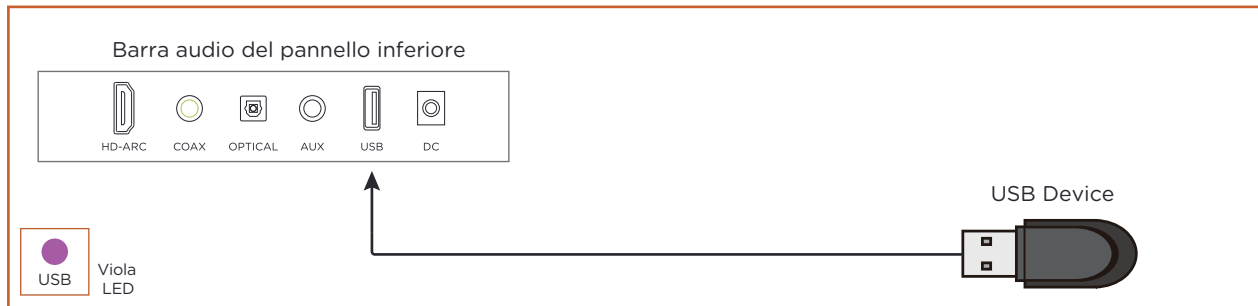 Barra audio del pannello inferiore
HD-ARC COAX OPTICAL AUX USB DC
USB Device
USB
Viola
LED